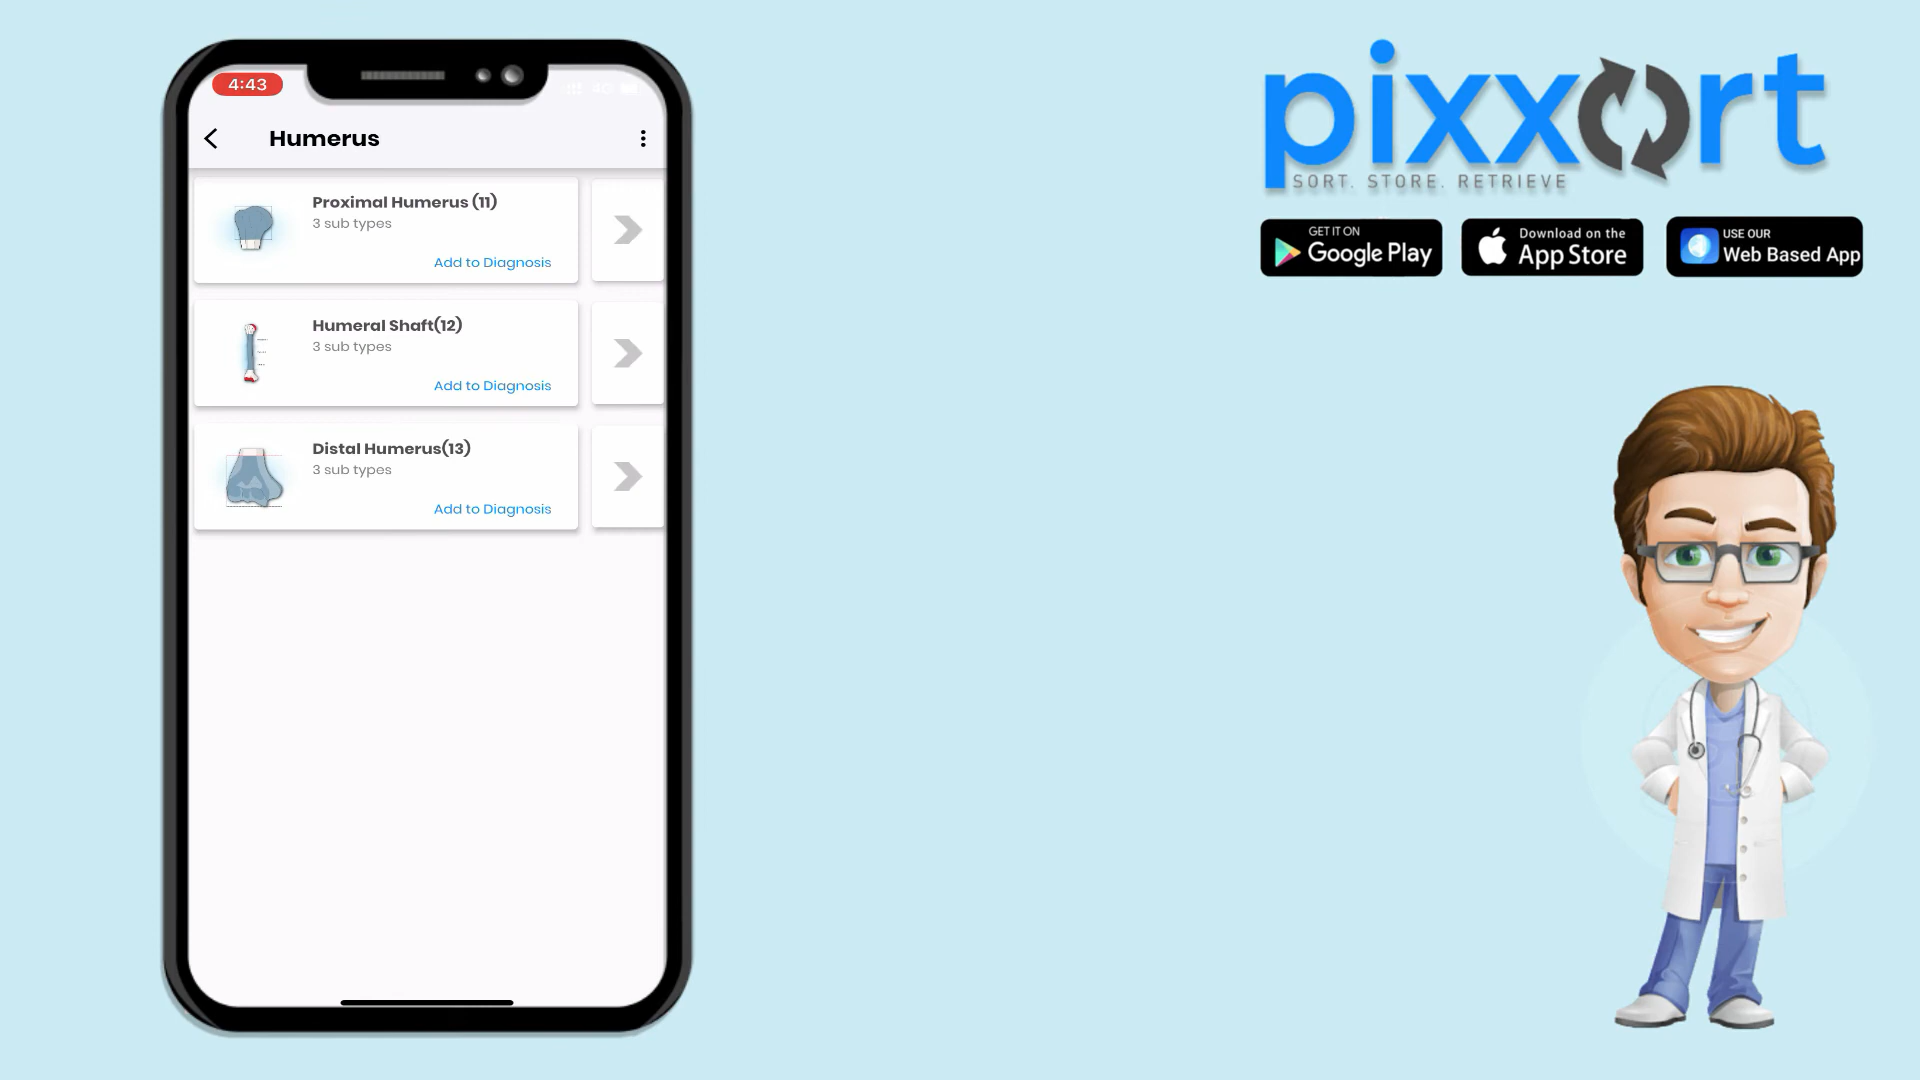 4:43
4G
Humerus
Proximal Humerus (11)
3 sub types
Add to Diagnosis
Humeral Shaft(12)
3 sub types
Add to Diagnosis
Distal Humerus(13)
3 sub types
Add to Diagnosis
pixxort
SORT. STORE. RETRIEVE
GET IT ON
Google Play
Download on the
App Store
USE OUR
Web Based App